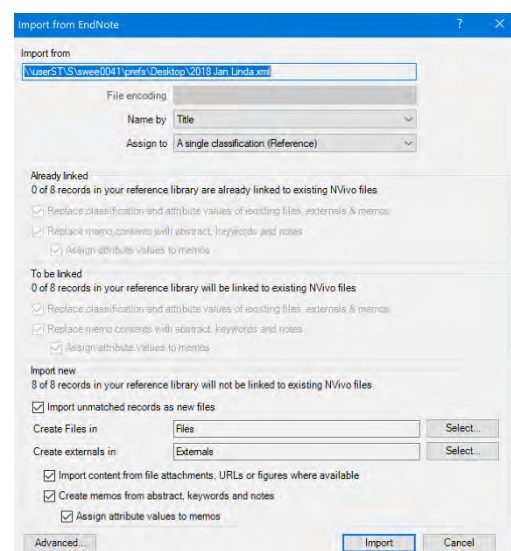 Import from EndNote ? ×
Import from
\\userST\S\swee0041\prefs\Desktop\2018 Jan Linda.xml
File encoding
Name by Title
Assign to A single classification (Reference)
Already linked
0 of 8 records in your reference library are already linked to existing NVivo files
Replace classification and attribute values of existing files, externals & memos
Replace memo contents with abstract, keywords and notes
Assign attribute values to memos
To be linked
0 of 8 records in your reference library will be linked to existing NVivo files
Replace classification and attribute values of existing files, externals & memos
Replace memo contents with abstract, keywords and notes
Assign attribute values to memos
Import new
8 of 8 records in your reference library will not be linked to existing NVivo files
Import unmatched records as new files
Create Files in Files Select...
Create externals in Externals Select...
Import content from file attachments, URLs or figures where available
Create memos from abstract, keywords and notes
Assign attribute values to memos
Advanced... Import Cancel